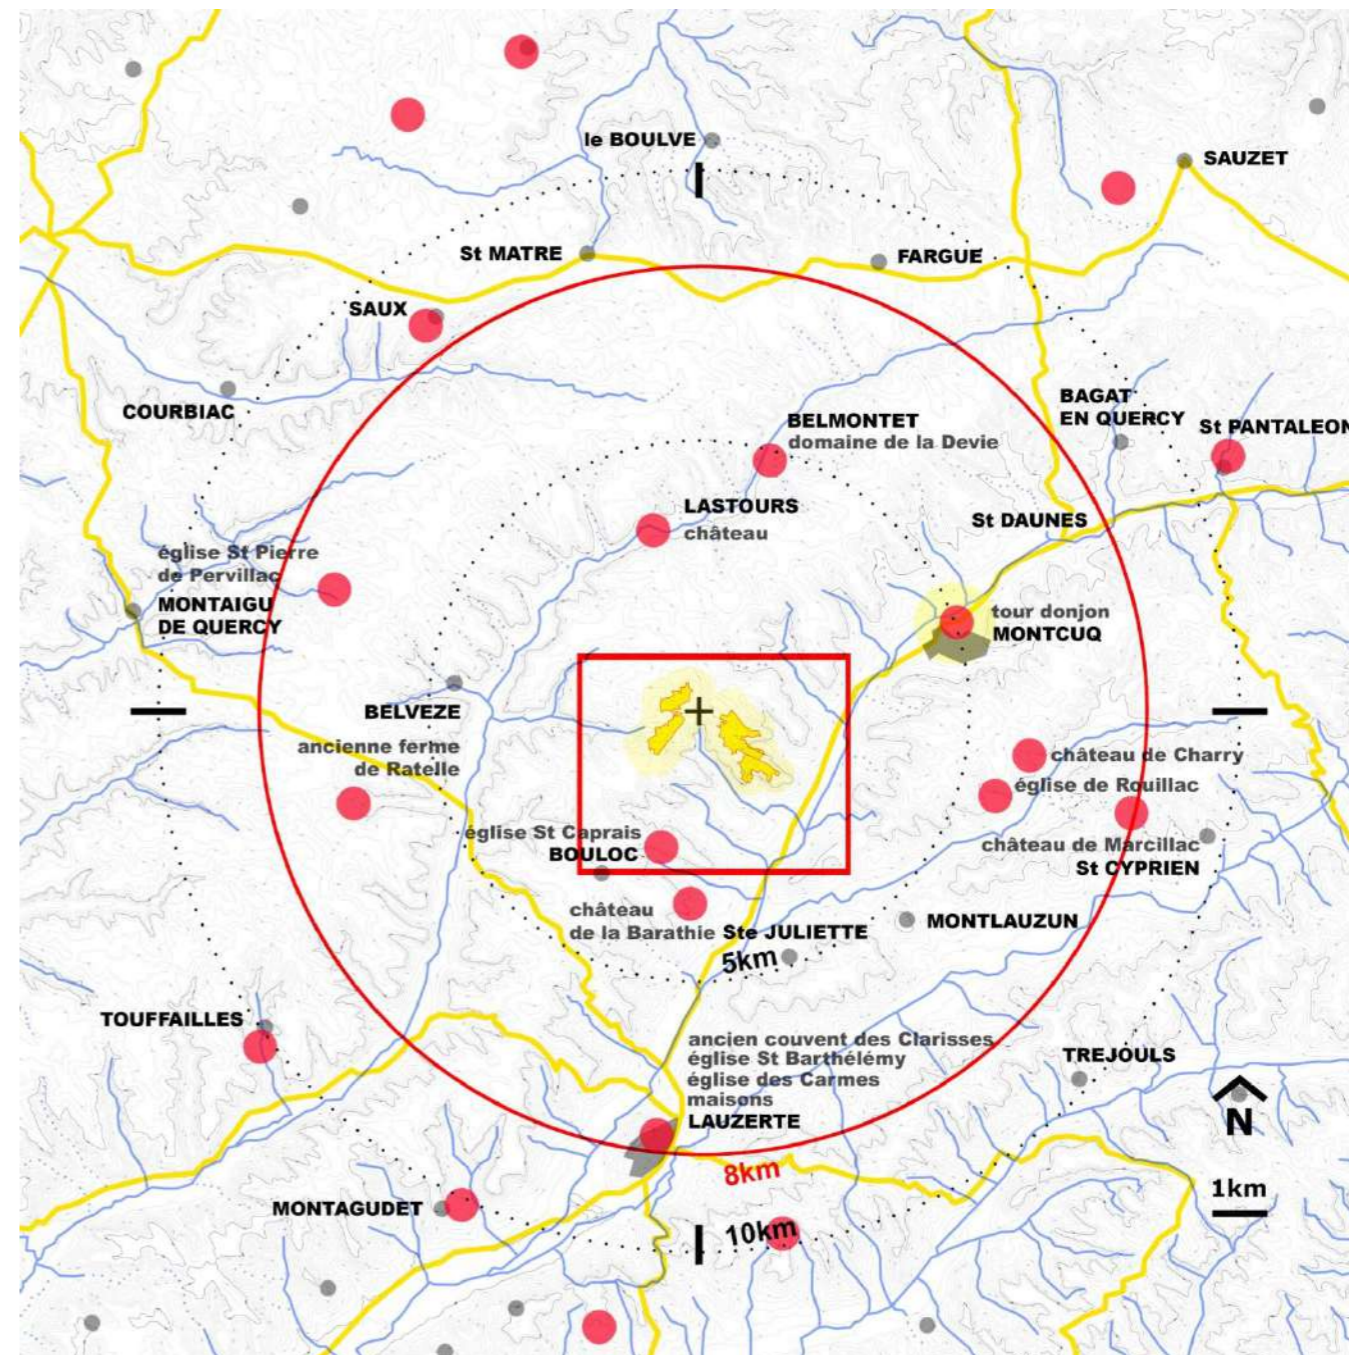 le BOULVE
SAUZET
St MATRE
FARGUE
SAUX
COURBIAC
BAGAT
EN QUERCY
St PANTALEON
BELMONTET
domaine de la Devie
LASTOURS
château
St DAUNES
église St Pierre
de Pervillac
MONTAIGU
DE QUERCY
tour donjon
MONTCUQ
BELVEZE
ancienne ferme
de Ratelle
château de Charry
église de Rouillac
château de Marcillac
St CYPRIEN
église St Caprais
BOULOC
château
de la Barathie
Ste JULIETTE
MONTLAUZUN
5km
TOUFFAILLES
ancien couvent des Clarisses
église St Barthélémy
église des Carmes
maisons
LAUZERTE
TREJOULS
N
8km
1km
MONTAGUDET
10km